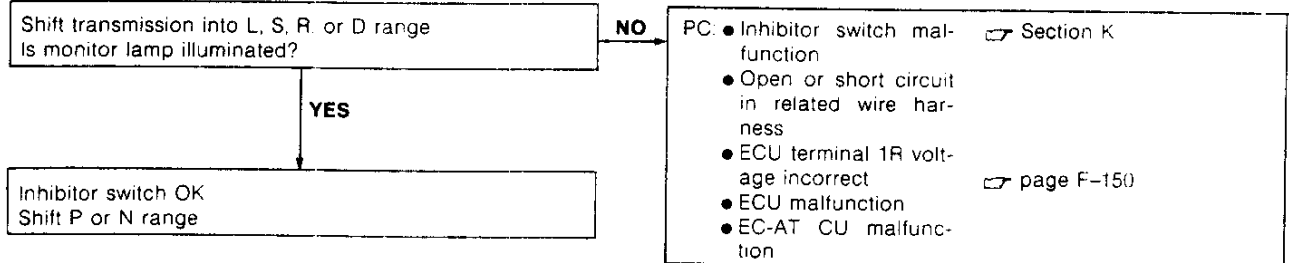 Shift transmission into L, S, R or D range
Is monitor lamp illuminated?
NO
PC: ● Inhibitor switch mal-
function
☞ Section K
● Open or short circuit
in related wire har-
ness
● ECU terminal 1R volt-
age incorrect
☞ page F–150
● ECU malfunction
● EC-AT CU malfunc-
tion
YES
Inhibitor switch OK
Shift P or N range